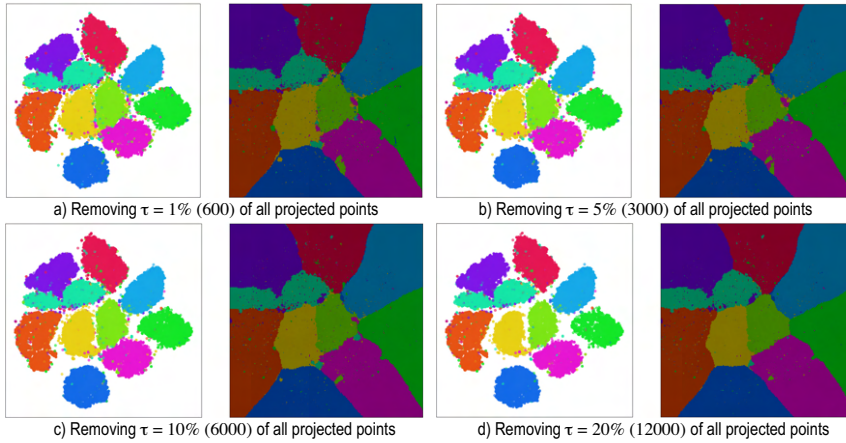 a) Removing τ = 1% (600) of all projected points
b) Removing τ = 5% (3000) of all projected points
c) Removing τ = 10% (6000) of all projected points
d) Removing τ = 20% (12000) of all projected points